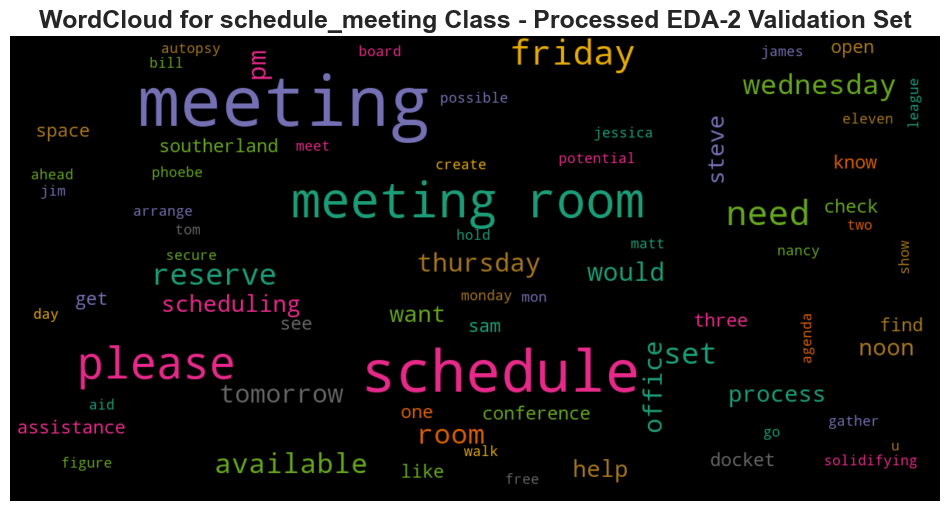 WordCloud for schedule_meeting Class - Processed EDA-2 Validation Set
autopsy board friday james open
bill pm
meeting possible wednesday league
space southerland meet jessica steve eleven
create potential know
ahead phoebe
jim arrange meeting room need check
tom hold two
secure matt nancy show
reserve thursday would
get scheduling monday mon
day see want sam three agenda find
please schedule set noon
tomorrow office process
aid one conference
assistance room walk go gather
figure available like free help docket u
solidifying